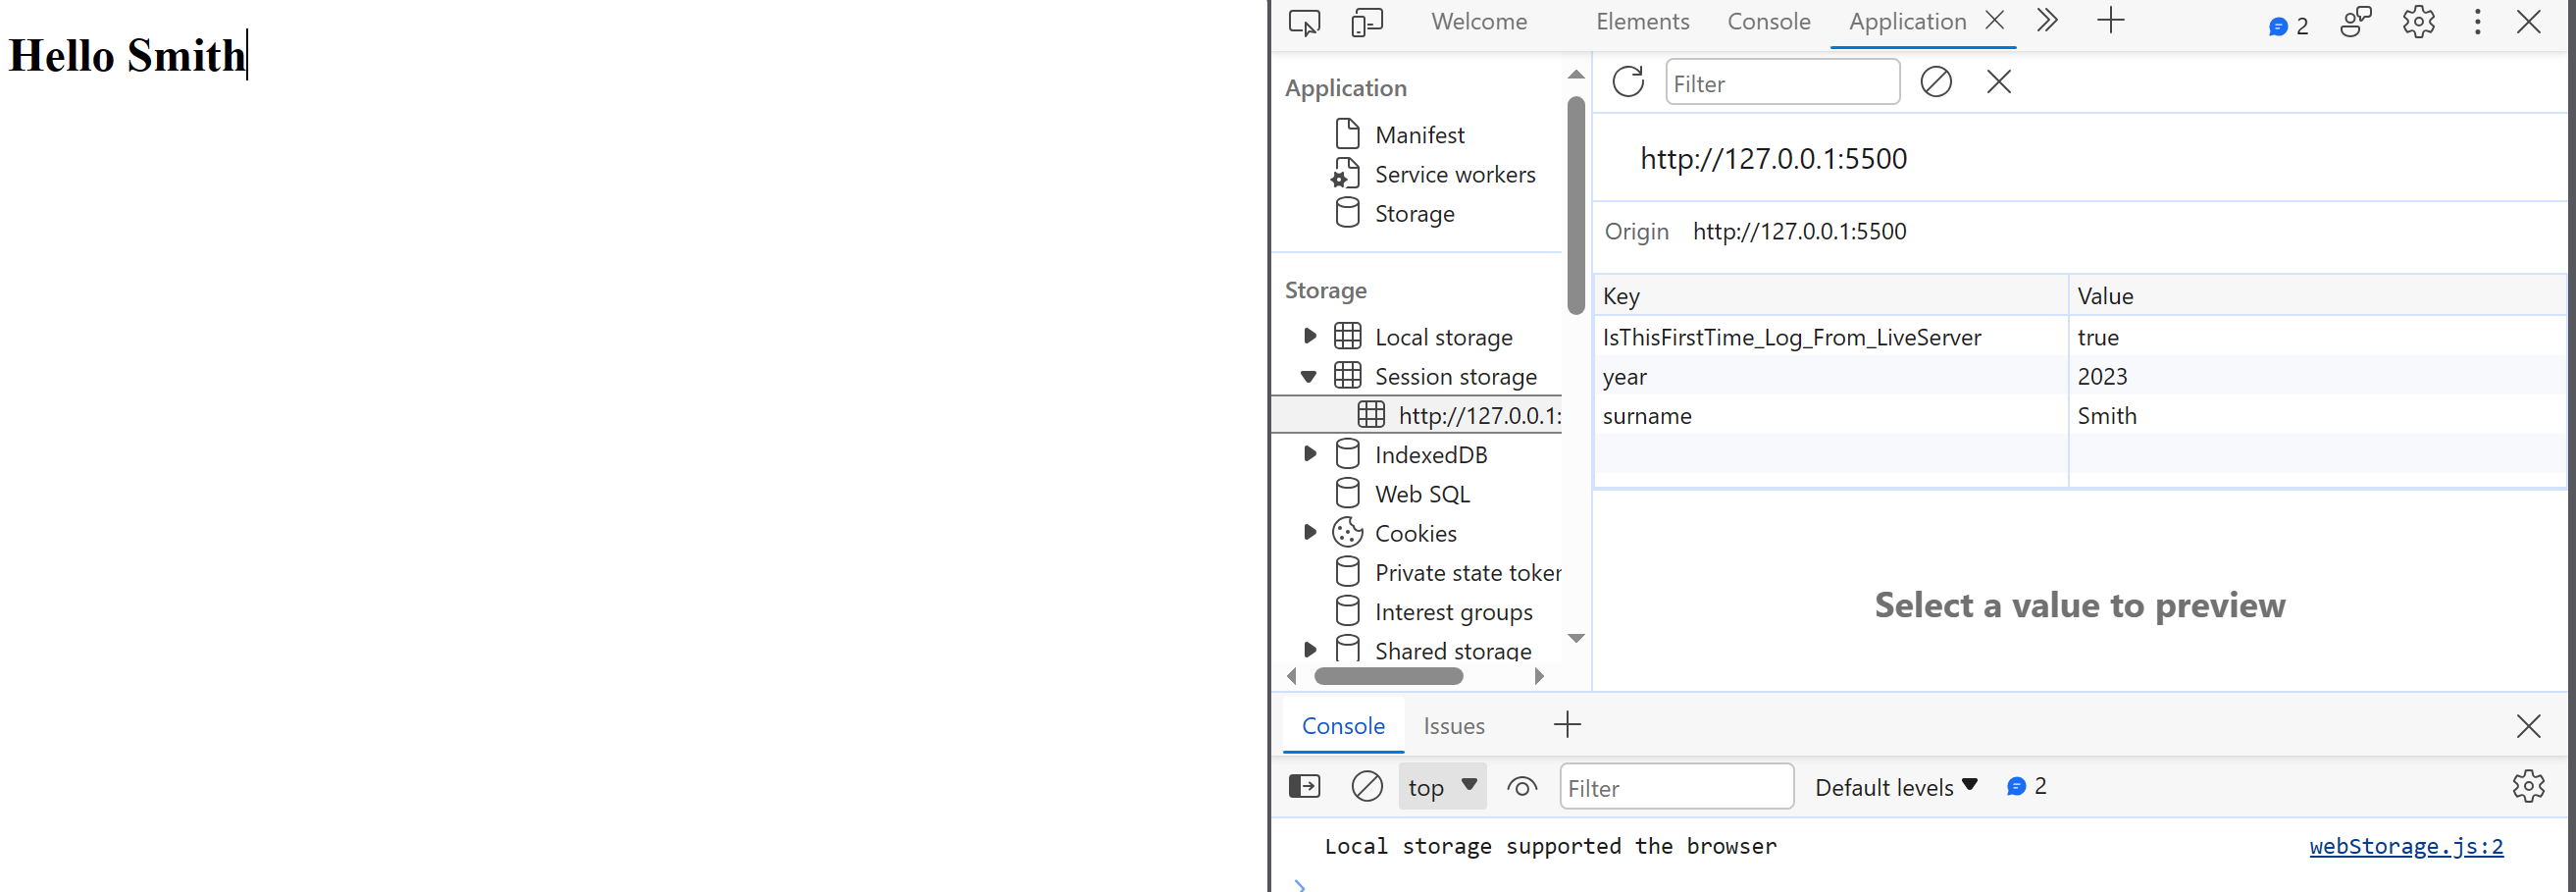 Hello Smith
Welcome Elements Console Application 2
Application
Manifest
Service workers
Storage
Storage
Local storage
Session storage
http://127.0.0.1:
IndexedDB
Web SQL
Cookies
Private state token
Interest groups
Shared storage
Filter
http://127.0.0.1:5500
Origin http://127.0.0.1:5500
Key Value
IsThisFirstTime_Log_From_LiveServer true
year 2023
surname Smith
Select a value to preview
Console Issues
top Filter Default levels 2
Local storage supported the browser webStorage.js:2